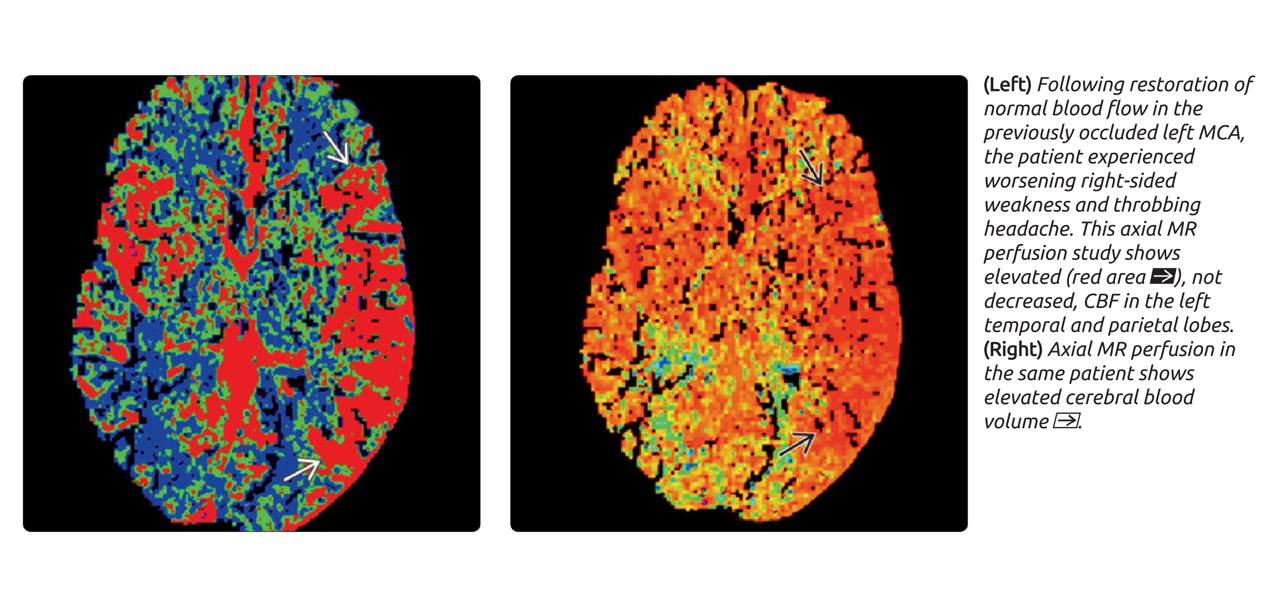 (Left) Following restoration of
normal blood flow in the
previously occluded left MCA,
the patient experienced
worsening right-sided
weakness and throbbing
headache. This axial MR
perfusion study shows
elevated (red area ➡), not
decreased, CBF in the left
temporal and parietal lobes.
(Right) Axial MR perfusion in
the same patient shows
elevated cerebral blood
volume ➡.